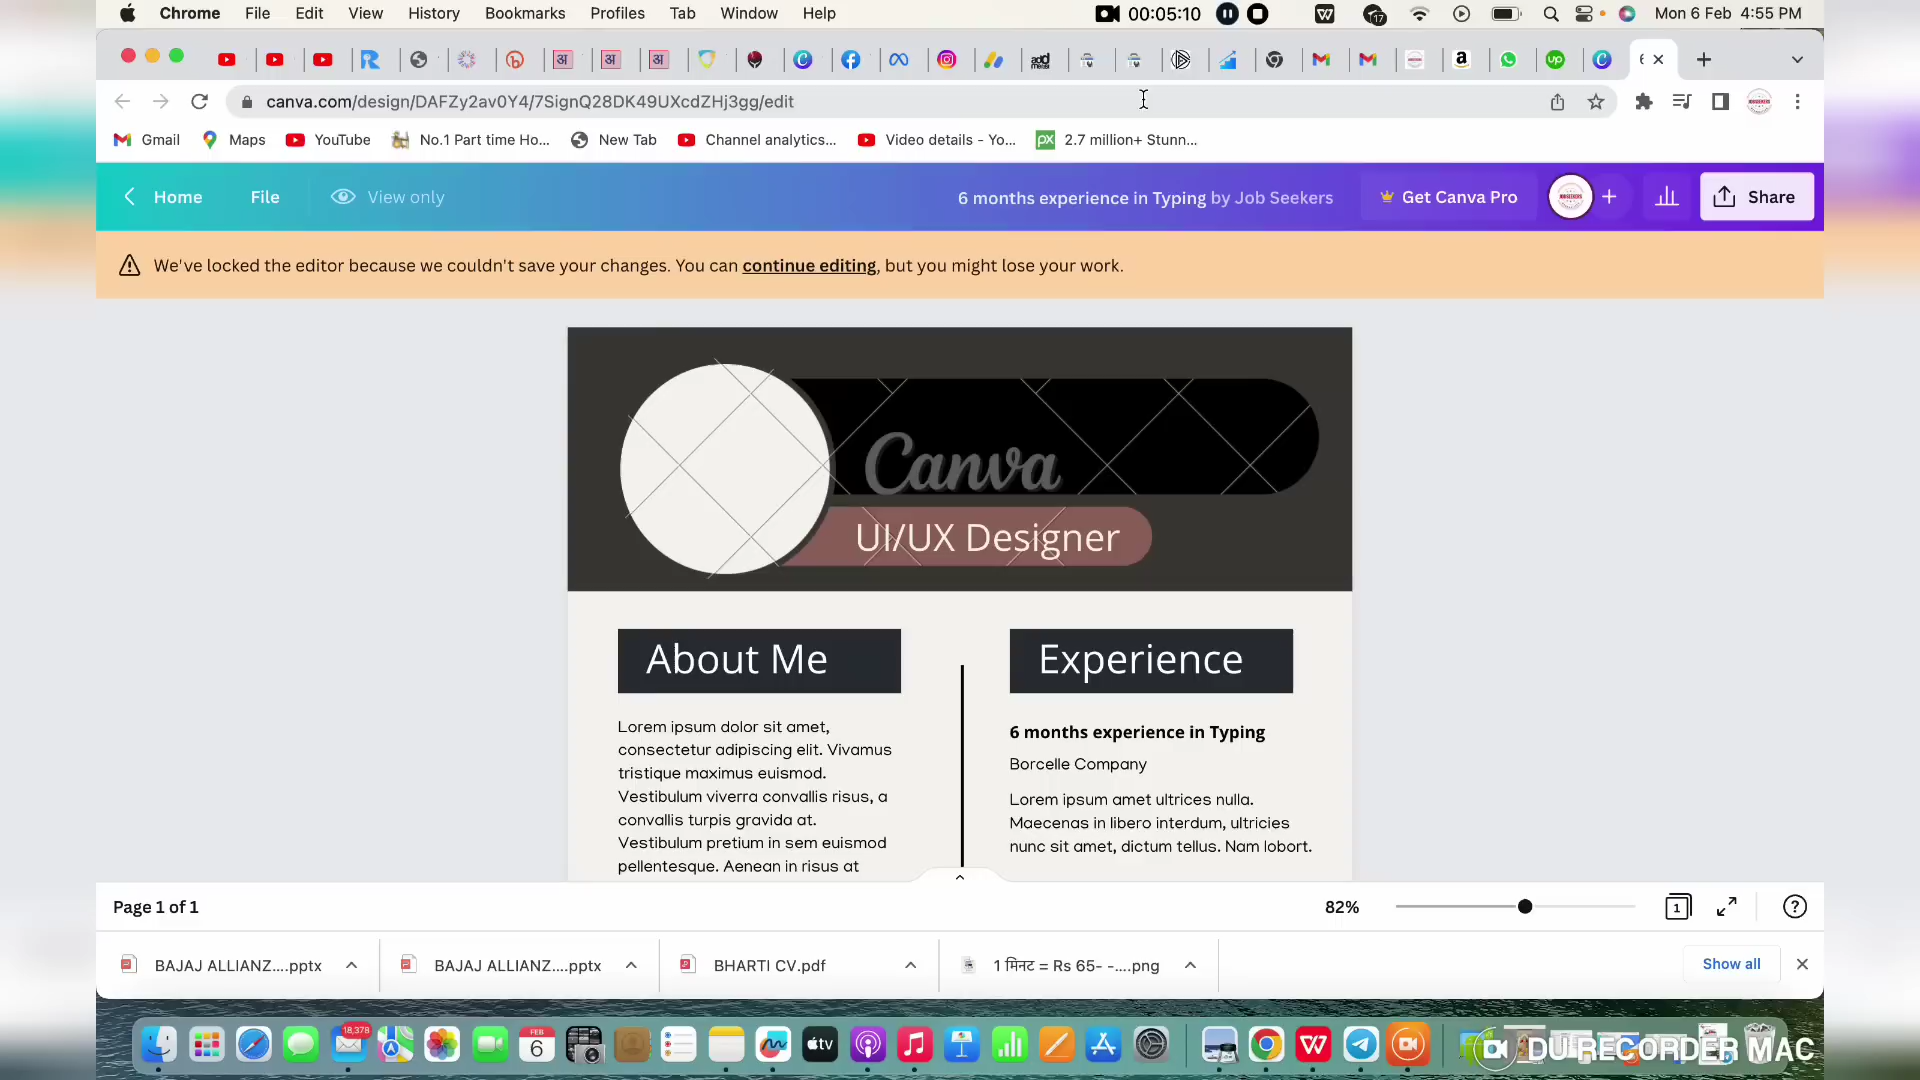 Chrome File Edit View History Bookmarks Profiles Tab Window Help 00:05:10 17 Mon 6 Feb 4:55 PM
canva.com/design/DAFZy2av0Y4/7SignQ28DK49UXcdZHj3gg/edit
Gmail Maps YouTube No.1 Part time Ho... New Tab Channel analytics... Video details - Yo... 2.7 million+ Stunn...
Home File View only 6 months experience in Typing by Job Seekers Get Canva Pro Share
We've locked the editor because we couldn't save your changes. You can continue editing, but you might lose your work.
Canva
UI/UX Designer
About Me
Lorem ipsum dolor sit amet,
consectetur adipiscing elit. Vivamus
tristique maximus euismod.
Vestibulum viverra convallis risus, a
convallis turpis gravida at.
Vestibulum pretium in sem euismod
pellentesque. Aenean in risus at
Experience
6 months experience in Typing
Borcelle Company
Lorem ipsum amet ultrices nulla.
Maecenas in libero interdum, ultricies
nunc sit amet, dictum tellus. Nam lobort.
Page 1 of 1 82% 1
BAJAJ ALLIANZ....pptx BAJAJ ALLIANZ....pptx BHARTI CV.pdf 1 मिनट = Rs 65- -....png Show all
18,378 FEB 6 tv
DU RECORDER MAC